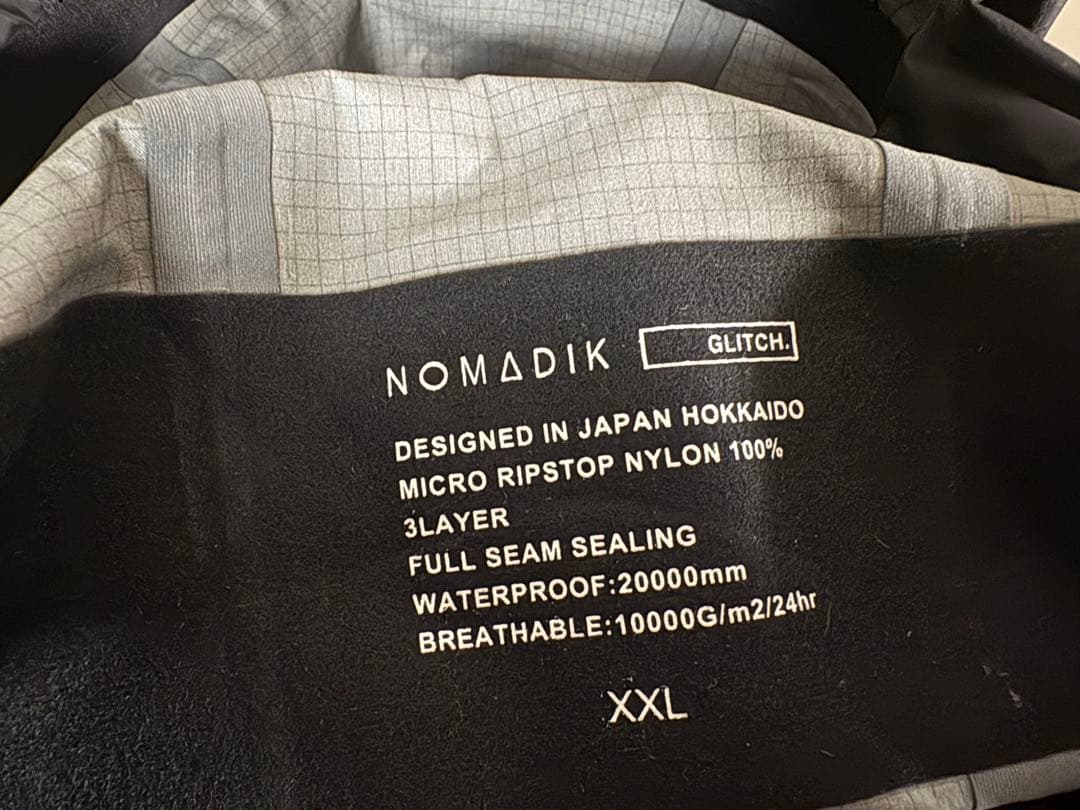 NOMADIK GLITCH.
DESIGNED IN JAPAN HOKKAIDO
MICRO RIPSTOP NYLON 100%
3LAYER
FULL SEAM SEALING
WATERPROOF:20000mm
BREATHABLE:10000G/m2/24hr
XXL